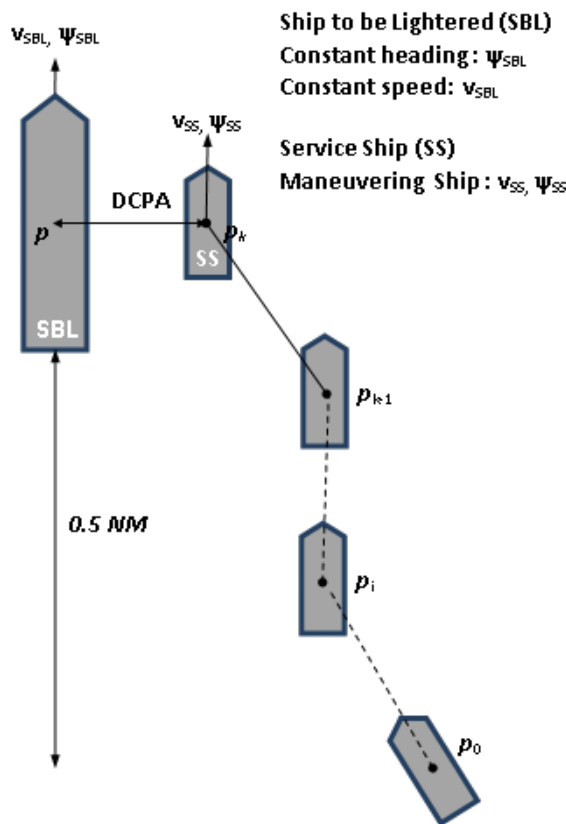 v_SBL, Ψ_SBL
Ship to be Lightered (SBL)
Constant heading: Ψ_SBL
Constant speed: v_SBL
v_SS, Ψ_SS
Service Ship (SS)
Maneuvering Ship: v_SS, Ψ_SS
DCPA
p
p_k
SS
SBL
p_k-1
0.5 NM
p_i
p_0